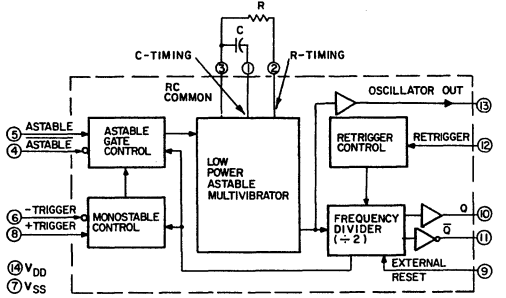 R
C
C-TIMING
R-TIMING
3
1
2
RC
COMMON
OSCILLATOR OUT
13
5
ASTABLE
ASTABLE
4
ASTABLE
GATE
CONTROL
LOW
POWER
ASTABLE
MULTIVIBRATOR
RETRIGGER
CONTROL
RETRIGGER
12
6
-TRIGGER
+TRIGGER
8
MONOSTABLE
CONTROL
FREQUENCY
DIVIDER
(÷2)
Q
10
Q̅
11
EXTERNAL
RESET
9
14 VDD
7 VSS